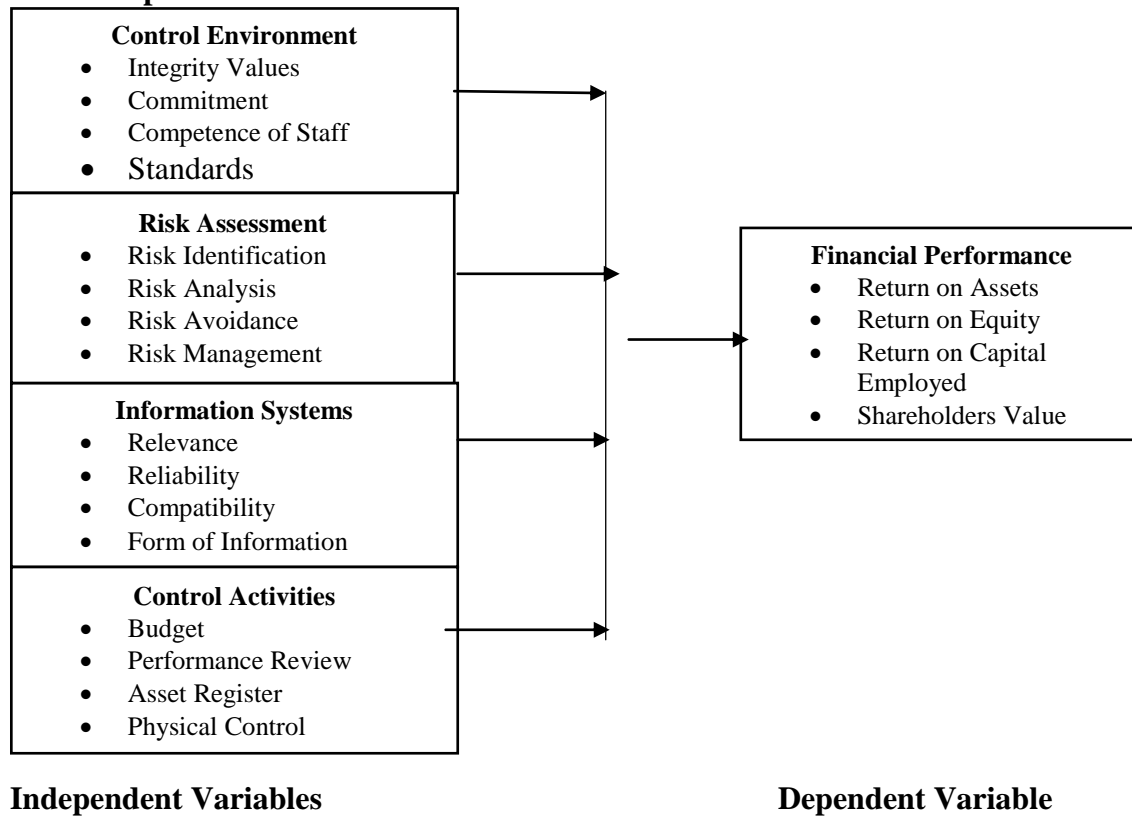 Control Environment
• Integrity Values
• Commitment
• Competence of Staff
• Standards
Risk Assessment
• Risk Identification
• Risk Analysis
• Risk Avoidance
• Risk Management
Information Systems
• Relevance
• Reliability
• Compatibility
• Form of Information
Control Activities
• Budget
• Performance Review
• Asset Register
• Physical Control
Financial Performance
• Return on Assets
• Return on Equity
• Return on Capital
Employed
• Shareholders Value
Independent Variables
Dependent Variable